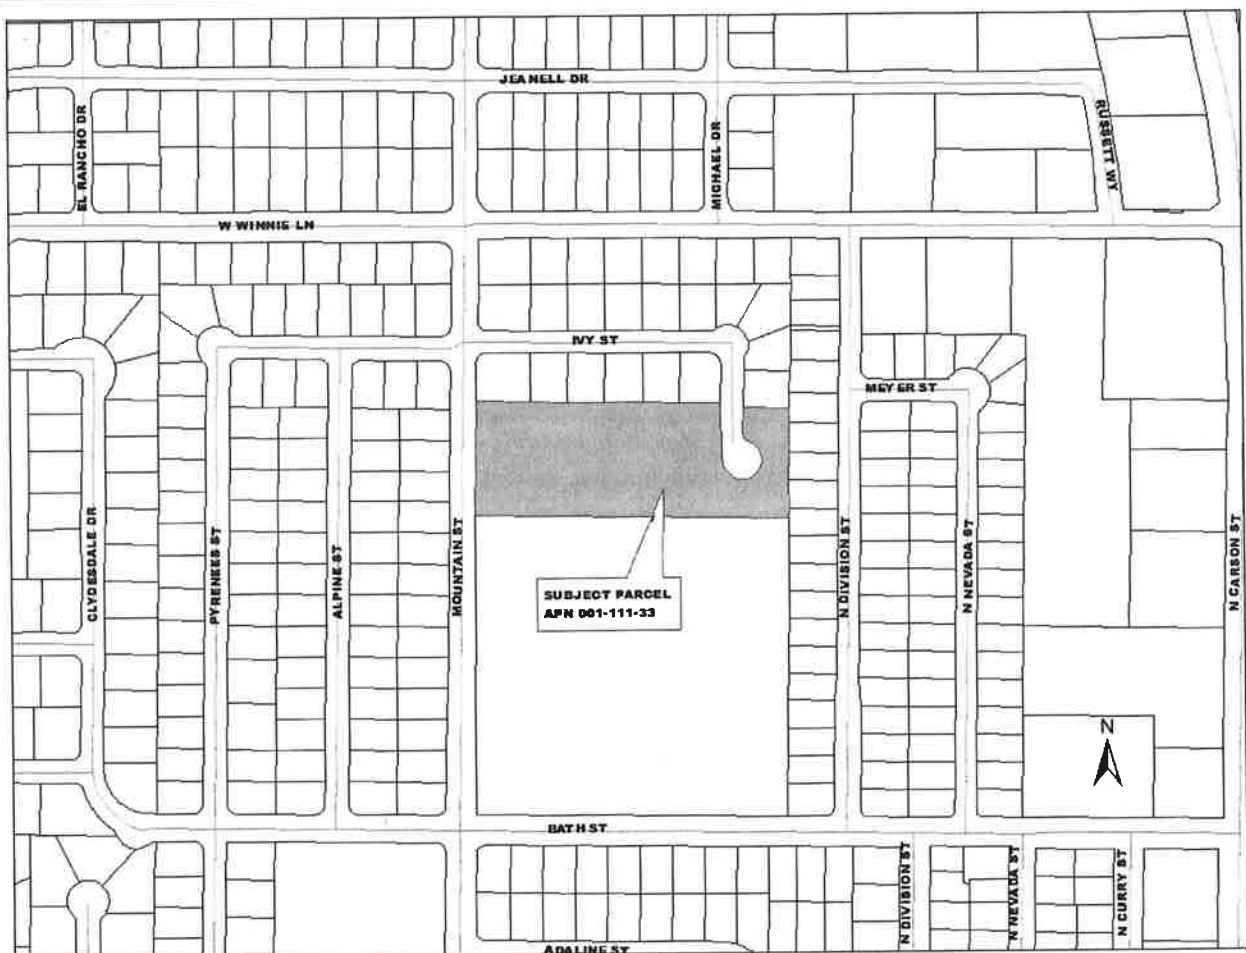 JEANELL DR
EL RANCHO DR
MICHAEL DR
RUSSETT WY
W WINNIE LN
IVY ST
MEYER ST
CLYDESDALE DR
PYRENEES ST
ALPINE ST
MOUNTAIN ST
N DIVISION ST
N NEVADA ST
N CARSON ST
SUBJECT PARCEL
APN 001-111-33
N
BATH ST
N DIVISION ST
N NEVADA ST
N CURRY ST
ADALINE ST